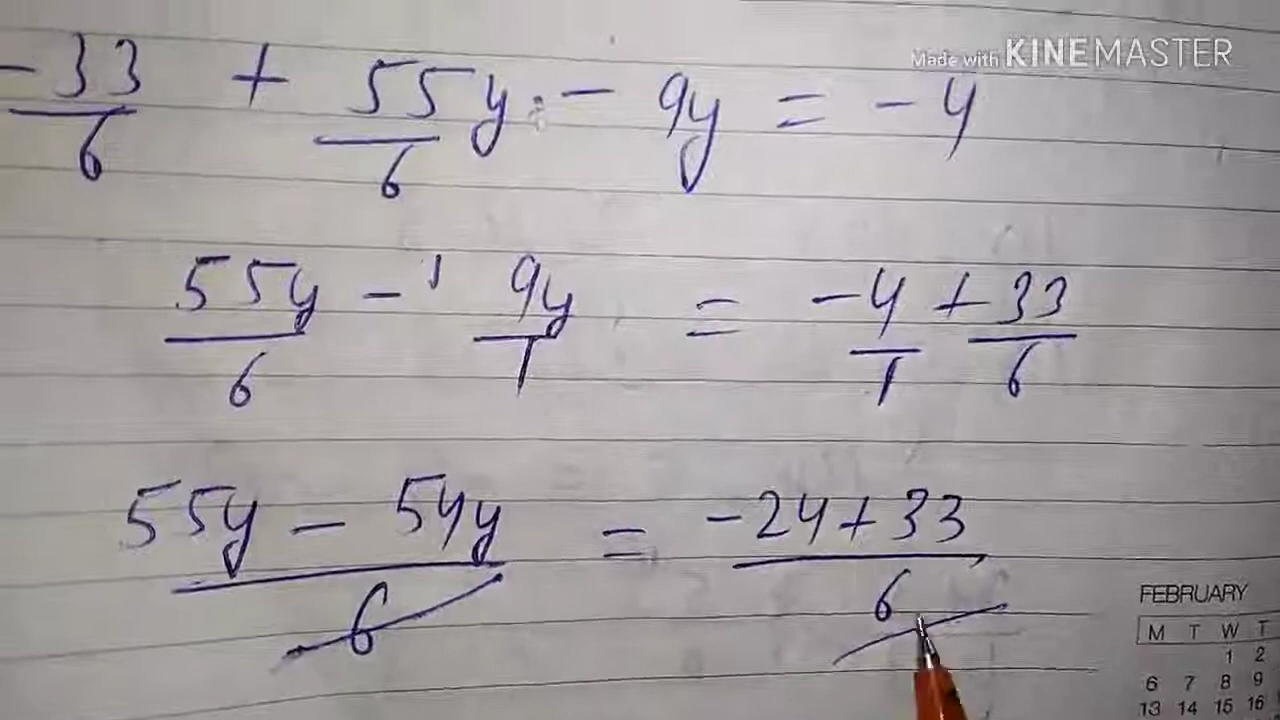 Made with KINEMASTER
-33/6 + 55/6 y - 9y = -4
55y/6 - 9y/1 = -4/1 + 33/6
55y - 54y/6 = -24+33/6
FEBRUARY
M T W T
1 2
6 7 8 9
13 14 15 16